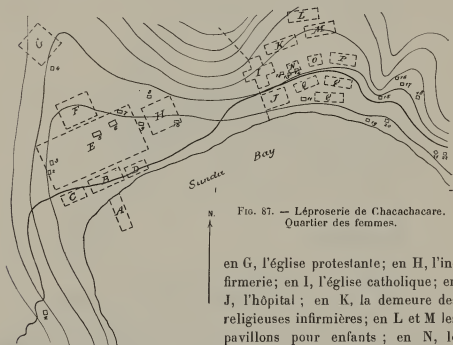 L
M
K
C
I
N
O
P
J
Q
Q
Q
F
E
H
C
B
D
A
Sunda Bay
N.
Fig. 87. — Léproserie de Chacachacare.
Quartier des femmes.
en G, l'église protestante; en H, l'in-
firmerie; en I, l'église catholique; en
J, l'hôpital; en K, la demeure des
religieuses infirmières; en L et M les
pavillons pour enfants; en N, le